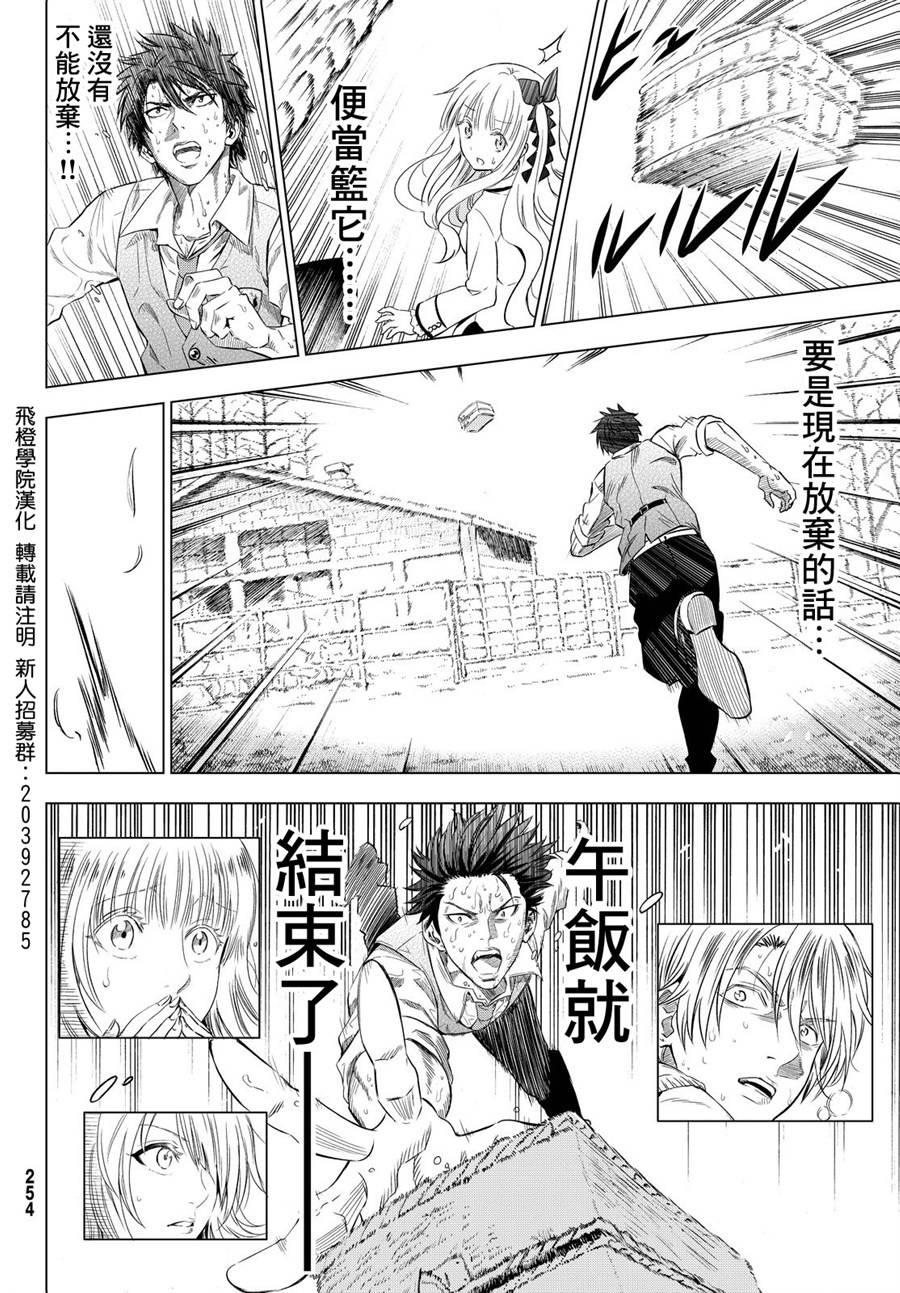 ビュ
ルルルル
便當籃它………
還沒有
不能放棄…!!
要是現在放棄的話…
午飯就
結束了——
飛橙學院漢化 轉載請注明 新人招募群：20392785
254